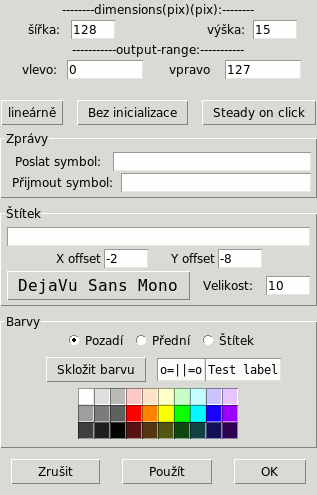 --------dimensions(pix)(pix):--------
šířka: 128 výška: 15
-----------output-range:-----------
vlevo: 0 vpravo 127
lineárně Bez inicializace Steady on click
Zprávy
Poslat symbol:
Přijmout symbol:
Štítek
X offset -2 Y offset -8
DejaVu Sans Mono Velikost: 10
Barvy
Pozadí Přední Štítek
Složit barvu o=||=o Test label
Zrušit Použít OK